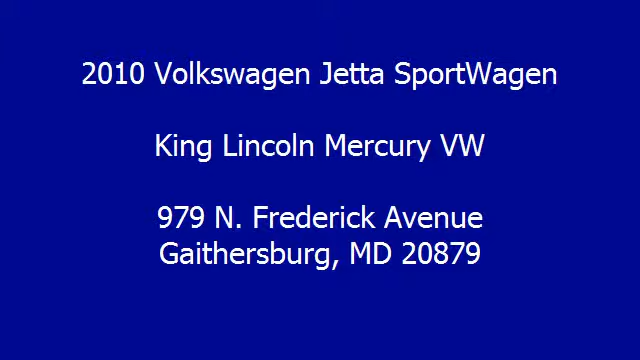 2010 Volkswagen Jetta SportWagen
King Lincoln Mercury VW
979 N. Frederick Avenue
Gaithersburg, MD 20879